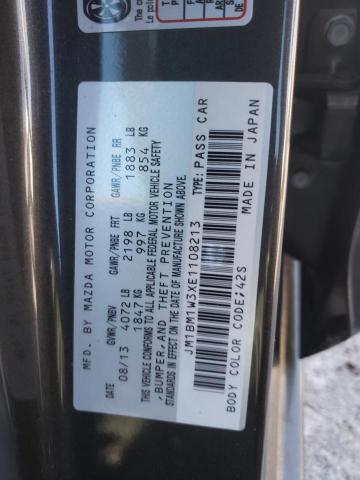 MFD. BY MAZDA MOTOR CORPORATION
DATE GVWR/PNBV GAWR/PNBE FRT GAWR/PNBE RR
08/13 4072 LB 2198 LB 1883 LB
1847 KG 997 KG 854 KG
THIS VEHICLE CONFORMS TO ALL APPLICABLE FEDERAL MOTOR VEHICLE SAFETY
,BUMPER,AND THEFT PREVENTION
STANDARDS IN EFFECT ON THE DATE OF MANUFACTURE SHOWN ABOVE.
JM1BM1W3XE1108213 TYPE: PASS CAR
BODY COLOR CODE;42S MADE IN JAPAN
The c
Le poi